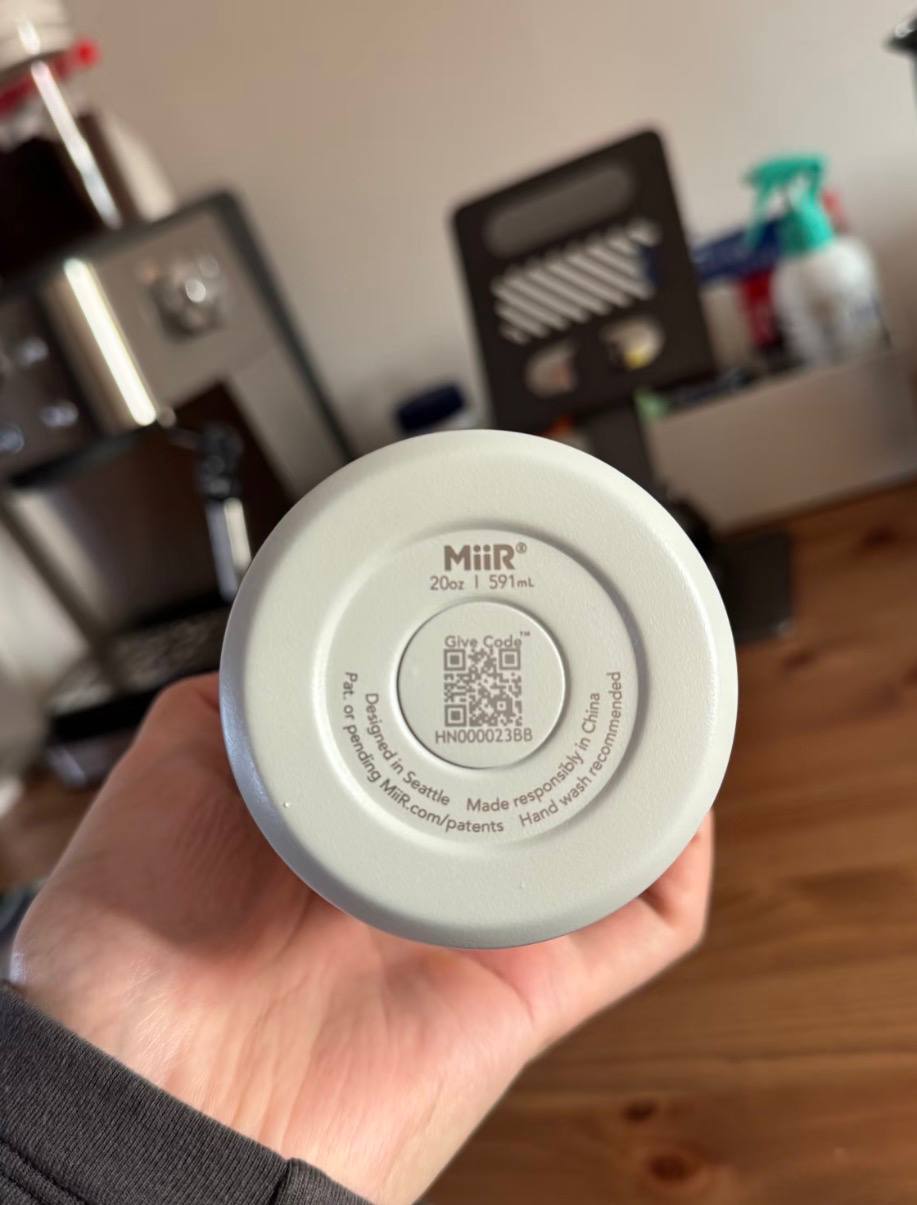 MiiR®
20oz | 591mL
Give Code™
HN000023BB
Designed in Seattle
Made responsibly in China
Pat. or pending MiiR.com/patents
Hand wash recommended